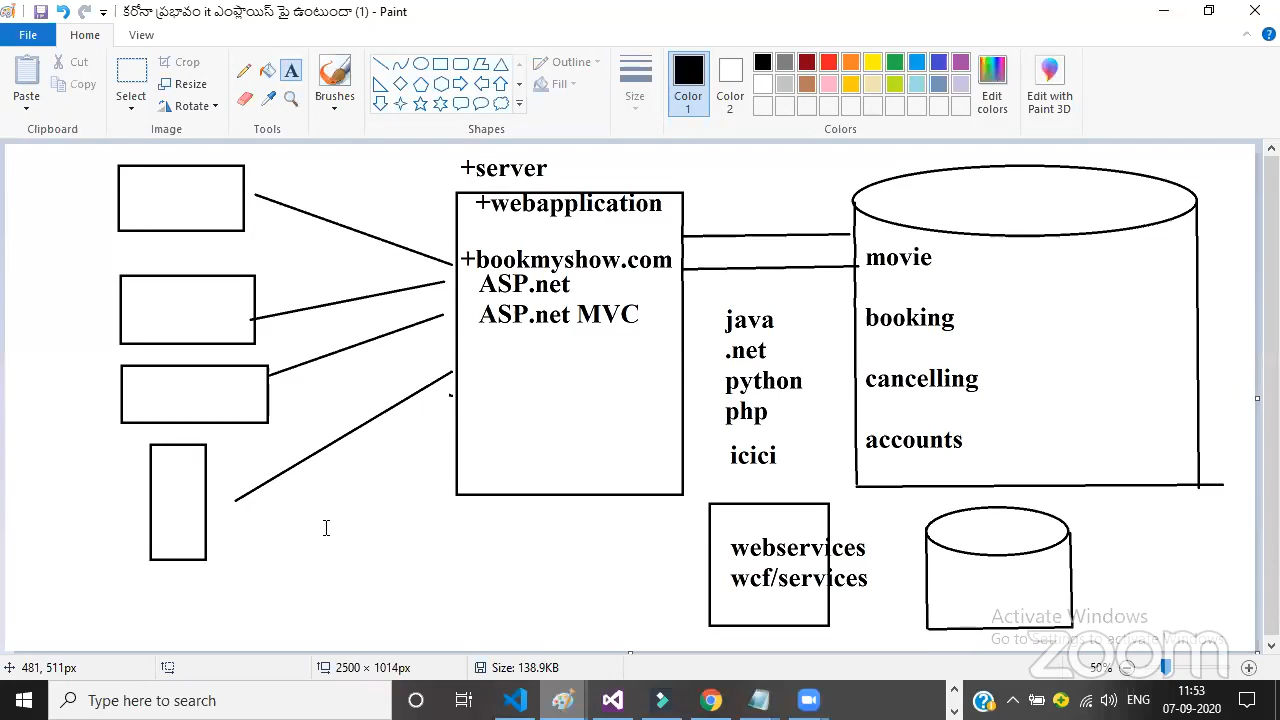 కరోనా ప్రభావం it ఎంప్లాయిస్ పై ఉంటుందా (1) - Paint
File
Home
View
Paste
Cut
Copy
Clipboard
Select
Crop
Resize
Rotate
Image
A
Tools
Brushes
Outline
Fill
Shapes
Size
Color 1
Color 2
Edit colors
Colors
Edit with Paint 3D
+server
+webapplication
+bookmyshow.com
ASP.net
ASP.net MVC
java
.net
python
php
icici
movie
booking
cancelling
accounts
webservices
wcf/services
Activate Windows
Go to Settings to activate Windows.
zoom
481, 511px
2500 × 1014px
Size: 138.9KB
50%
Type here to search
ENG
11:53
07-09-2020